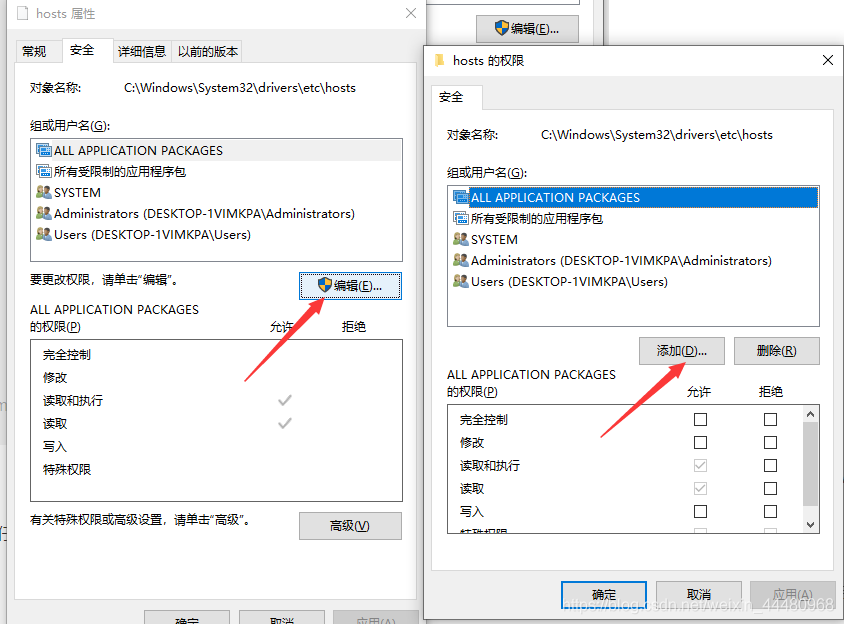 hosts 属性
常规 安全 详细信息 以前的版本
对象名称: C:\Windows\System32\drivers\etc\hosts
组或用户名(G):
ALL APPLICATION PACKAGES
所有受限制的应用程序包
SYSTEM
Administrators (DESKTOP-1VIMKPA\Administrators)
Users (DESKTOP-1VIMKPA\Users)
要更改权限，请单击“编辑”。
编辑(E)...
ALL APPLICATION PACKAGES
的权限(P) 允许 拒绝
完全控制
修改
读取和执行
读取
写入
特殊权限
有关特殊权限或高级设置，请单击“高级”。
高级(V)
确定 取消 应用(A)
编辑(E)...
hosts 的权限
安全
对象名称: C:\Windows\System32\drivers\etc\hosts
组或用户名(G):
ALL APPLICATION PACKAGES
所有受限制的应用程序包
SYSTEM
Administrators (DESKTOP-1VIMKPA\Administrators)
Users (DESKTOP-1VIMKPA\Users)
添加(D)... 删除(R)
ALL APPLICATION PACKAGES
的权限(P) 允许 拒绝
完全控制
修改
读取和执行
读取
写入
特殊权限
确定 取消 应用(A)
https://blog.csdn.net/weixin_44480968